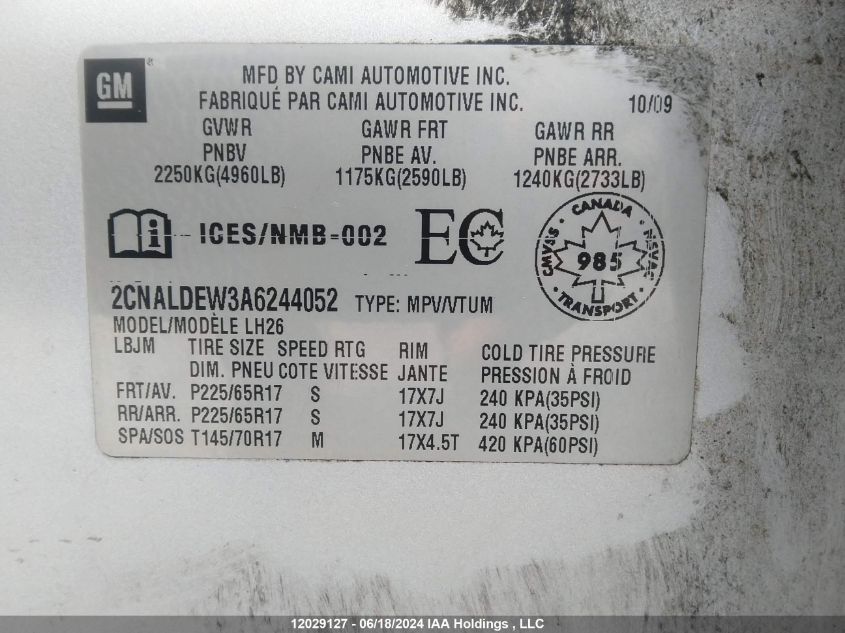 GM
®
MFD BY CAMI AUTOMOTIVE INC.
FABRIQUÉ PAR CAMI AUTOMOTIVE INC. 10/09
GVWR GAWR FRT GAWR RR
PNBV PNBE AV. PNBE ARR.
2250KG(4960LB) 1175KG(2590LB) 1240KG(2733LB)
i - ICES/NMB-002 EC
CANADA
CMVSS 985 NSVAC
TRANSPORT
2CNALDEW3A6244052 TYPE: MPV/VTUM
MODEL/MODÈLE LH26
LBJM TIRE SIZE SPEED RTG RIM COLD TIRE PRESSURE
DIM. PNEU COTE VITESSE JANTE PRESSION À FROID
FRT/AV. P225/65R17 S 17X7J 240 KPA(35PSI)
RR/ARR. P225/65R17 S 17X7J 240 KPA(35PSI)
SPA/SOS T145/70R17 M 17X4.5T 420 KPA(60PSI)
12029127 - 06/18/2024 IAA Holdings , LLC